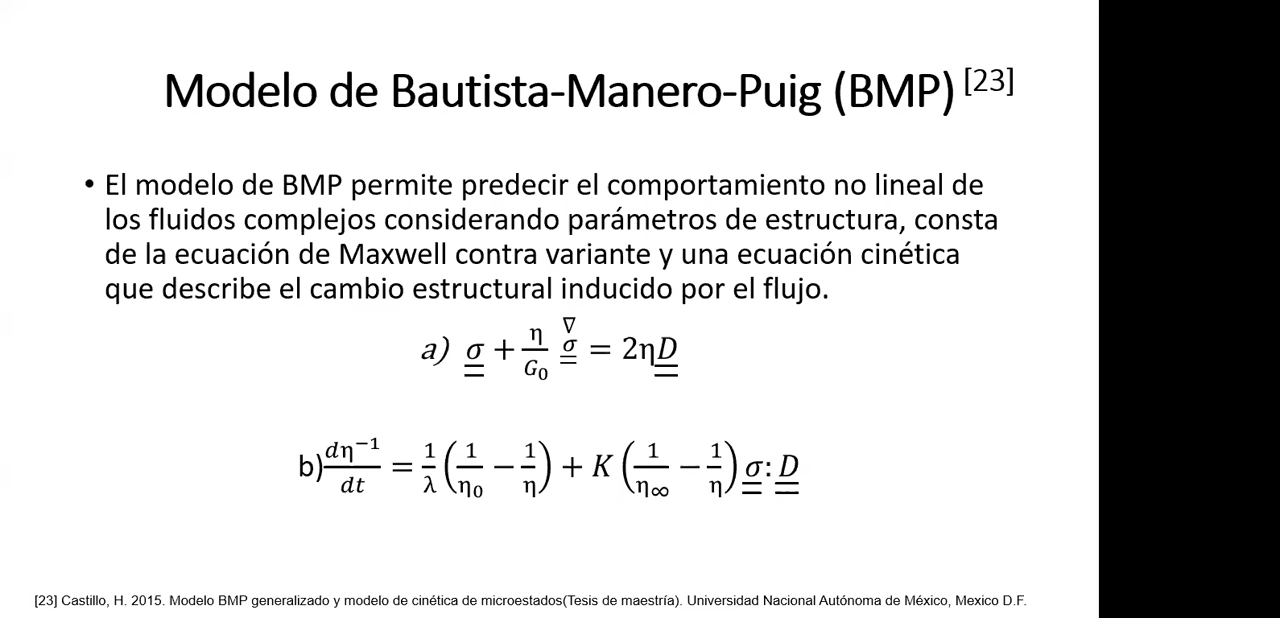 Modelo de Bautista-Manero-Puig (BMP) [23]
• El modelo de BMP permite predecir el comportamiento no lineal de
los fluidos complejos considerando parámetros de estructura, consta
de la ecuación de Maxwell contra variante y una ecuación cinética
que describe el cambio estructural inducido por el flujo.
a) σ̳ + η/G₀ σ̳^∇ = 2ηD̳
b) dη⁻¹/dt = 1/λ (1/η₀ − 1/η) + K (1/η∞ − 1/η) σ̳: D̳
[23] Castillo, H. 2015. Modelo BMP generalizado y modelo de cinética de microestados(Tesis de maestría). Universidad Nacional Autónoma de México, Mexico D.F.